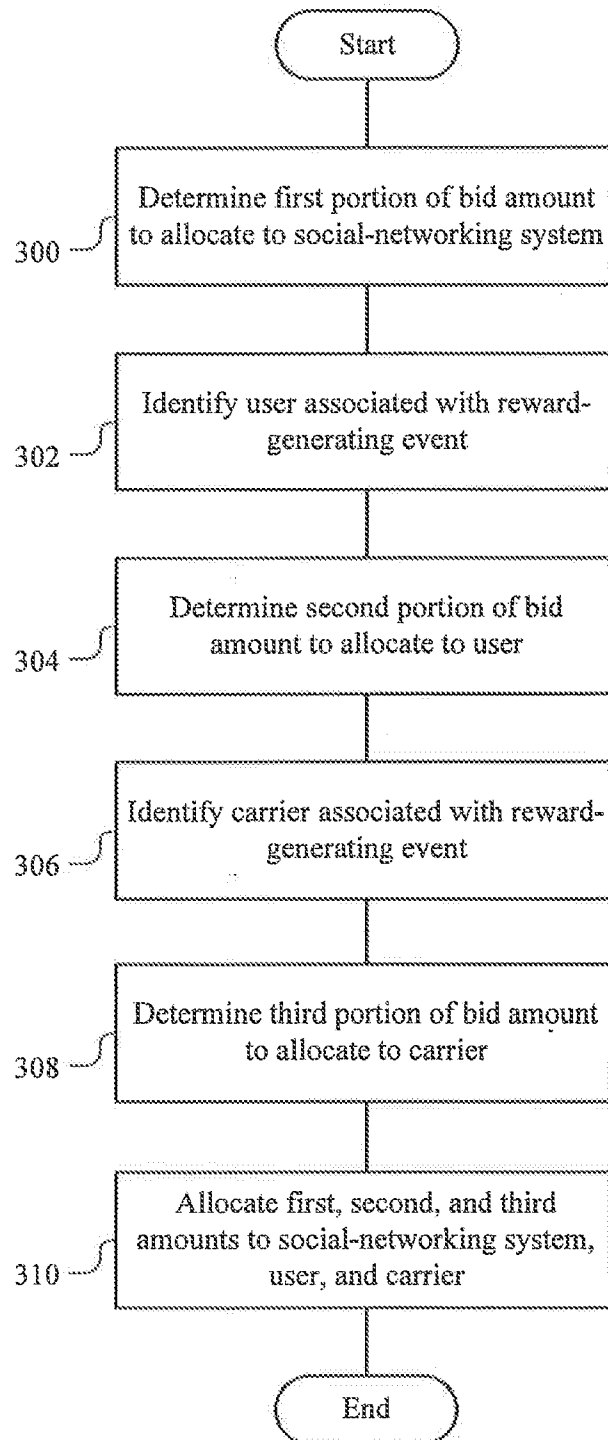 Start
Determine first portion of bid amount
to allocate to social-networking system
300
Identify user associated with reward-
generating event
302
Determine second portion of bid
amount to allocate to user
304
Identify carrier associated with reward-
generating event
306
Determine third portion of bid amount
to allocate to carrier
308
Allocate first, second, and third
amounts to social-networking system,
user, and carrier
310
End